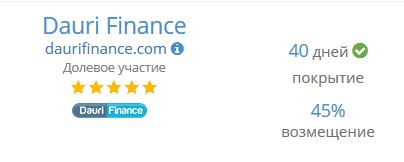 Dauri Finance
daurifinance.com
Долевое участие
Dauri Finance
40 дней
покрытие
45%
возмещение